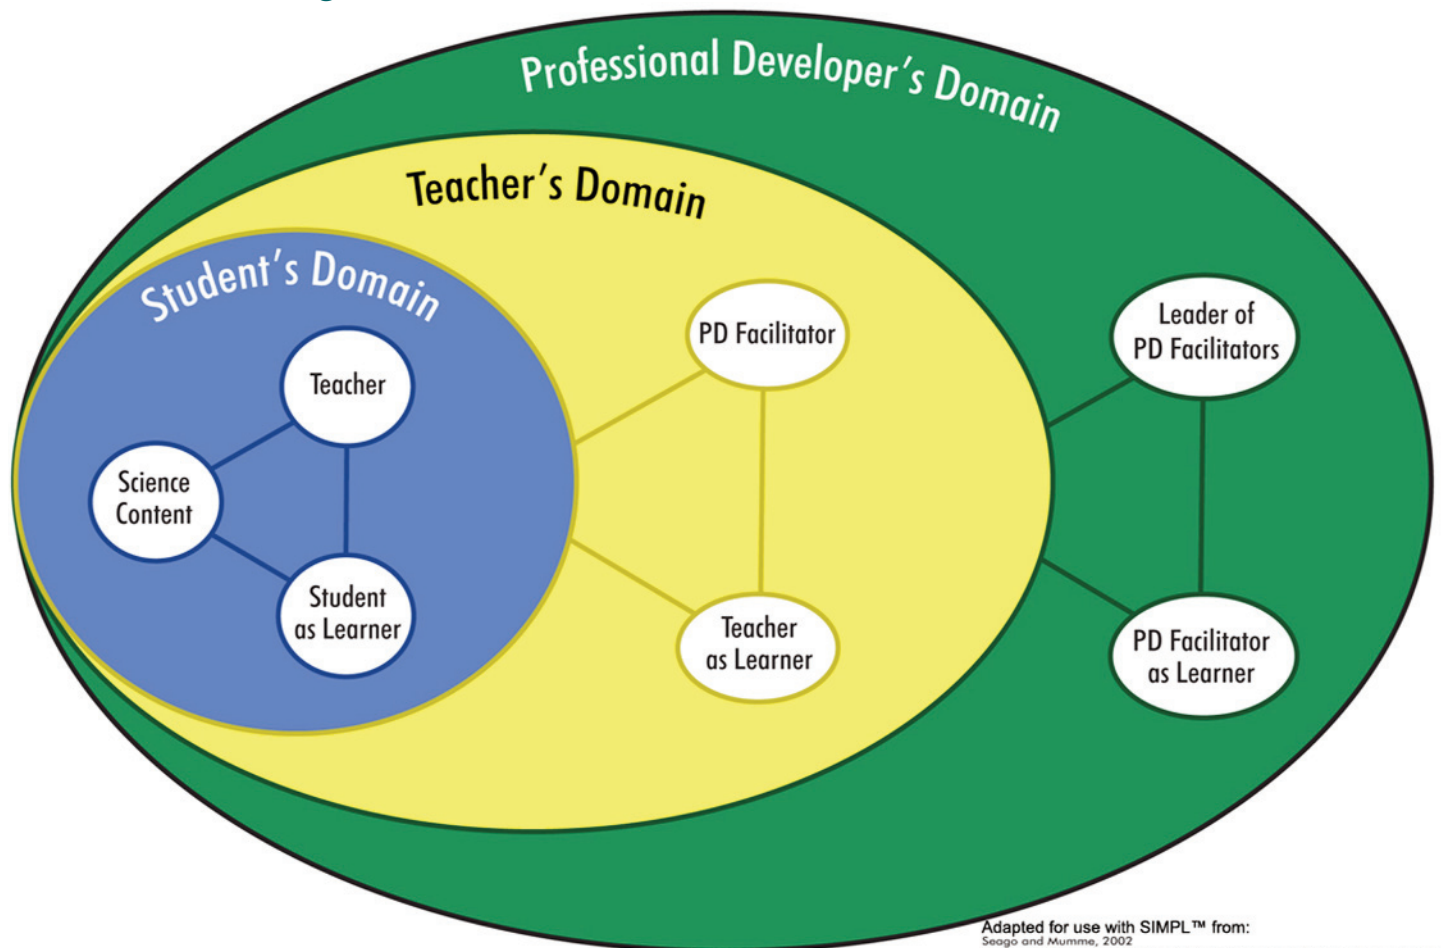 Professional Developer's Domain
Teacher's Domain
Student's Domain
Teacher
Science
Content
Student
as Learner
PD Facilitator
Teacher
as Learner
Leader of
PD Facilitators
PD Facilitator
as Learner
Adapted for use with SIMPL™ from:
Seago and Mumme, 2002